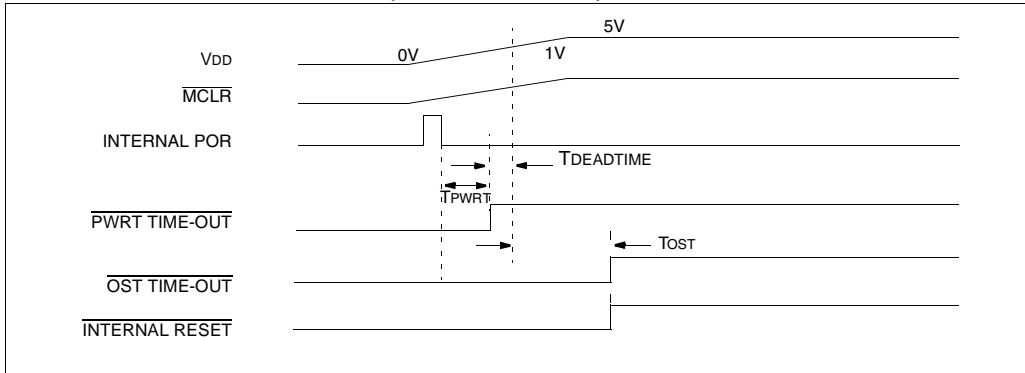 5V
VDD
0V
1V
MCLR
INTERNAL POR
TDEADTIME
TPWRT
PWRT TIME-OUT
TOST
OST TIME-OUT
INTERNAL RESET